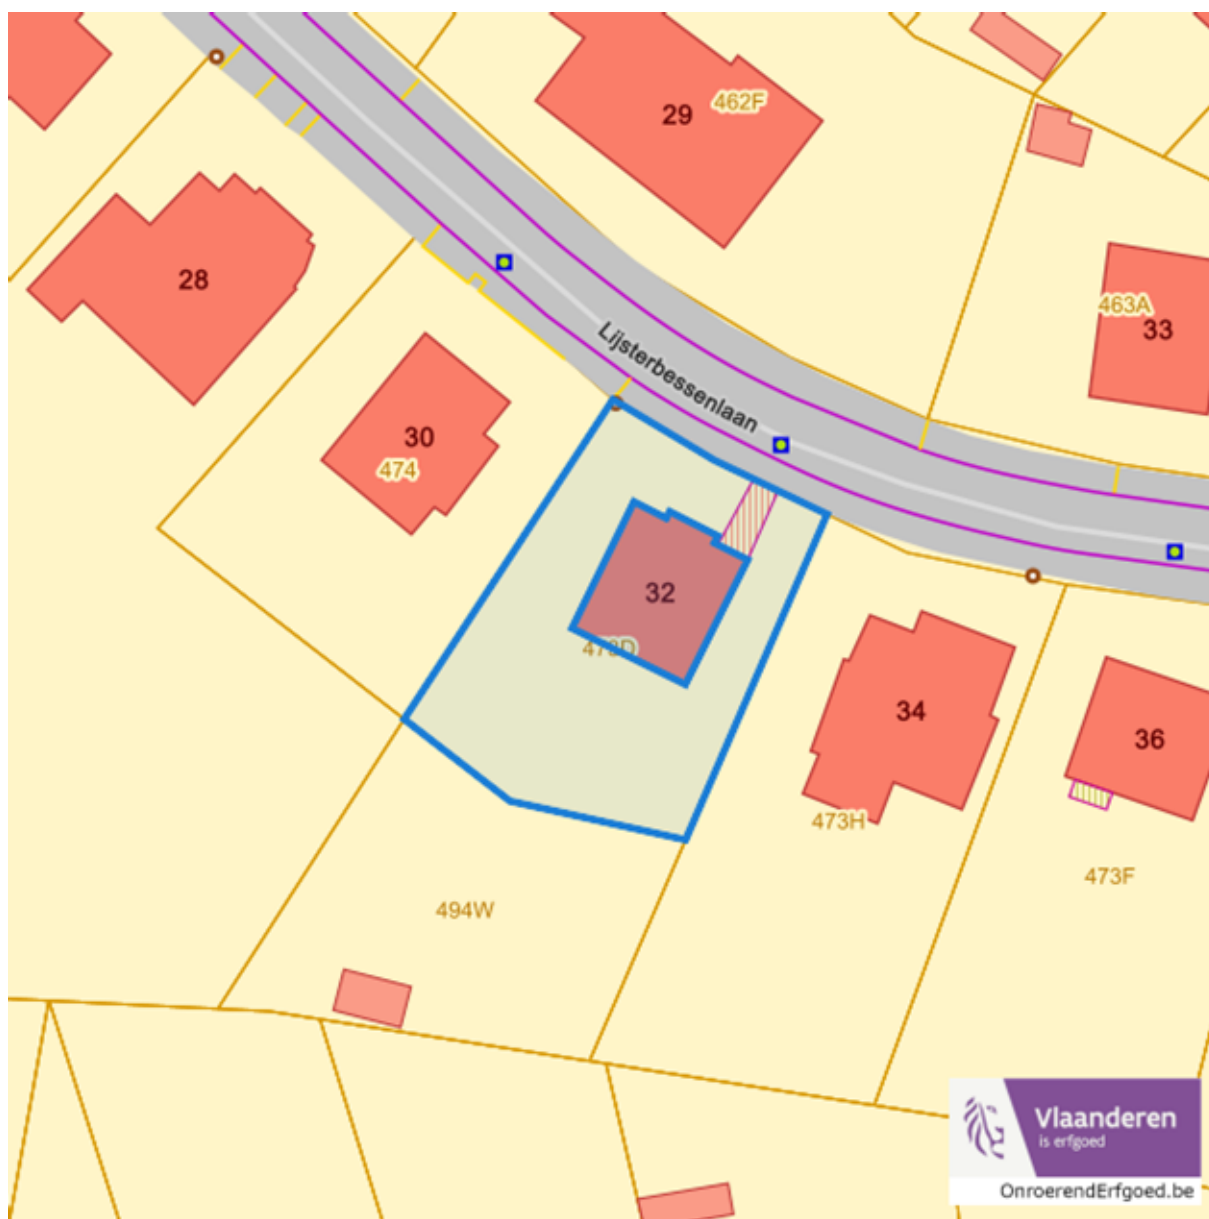 29
462F
28
463A
33
Lijsterbessenlaan
30
474
32
34
36
473H
473F
494W
Vlaanderen
is erfgoed
OnroerendErfgoed.be